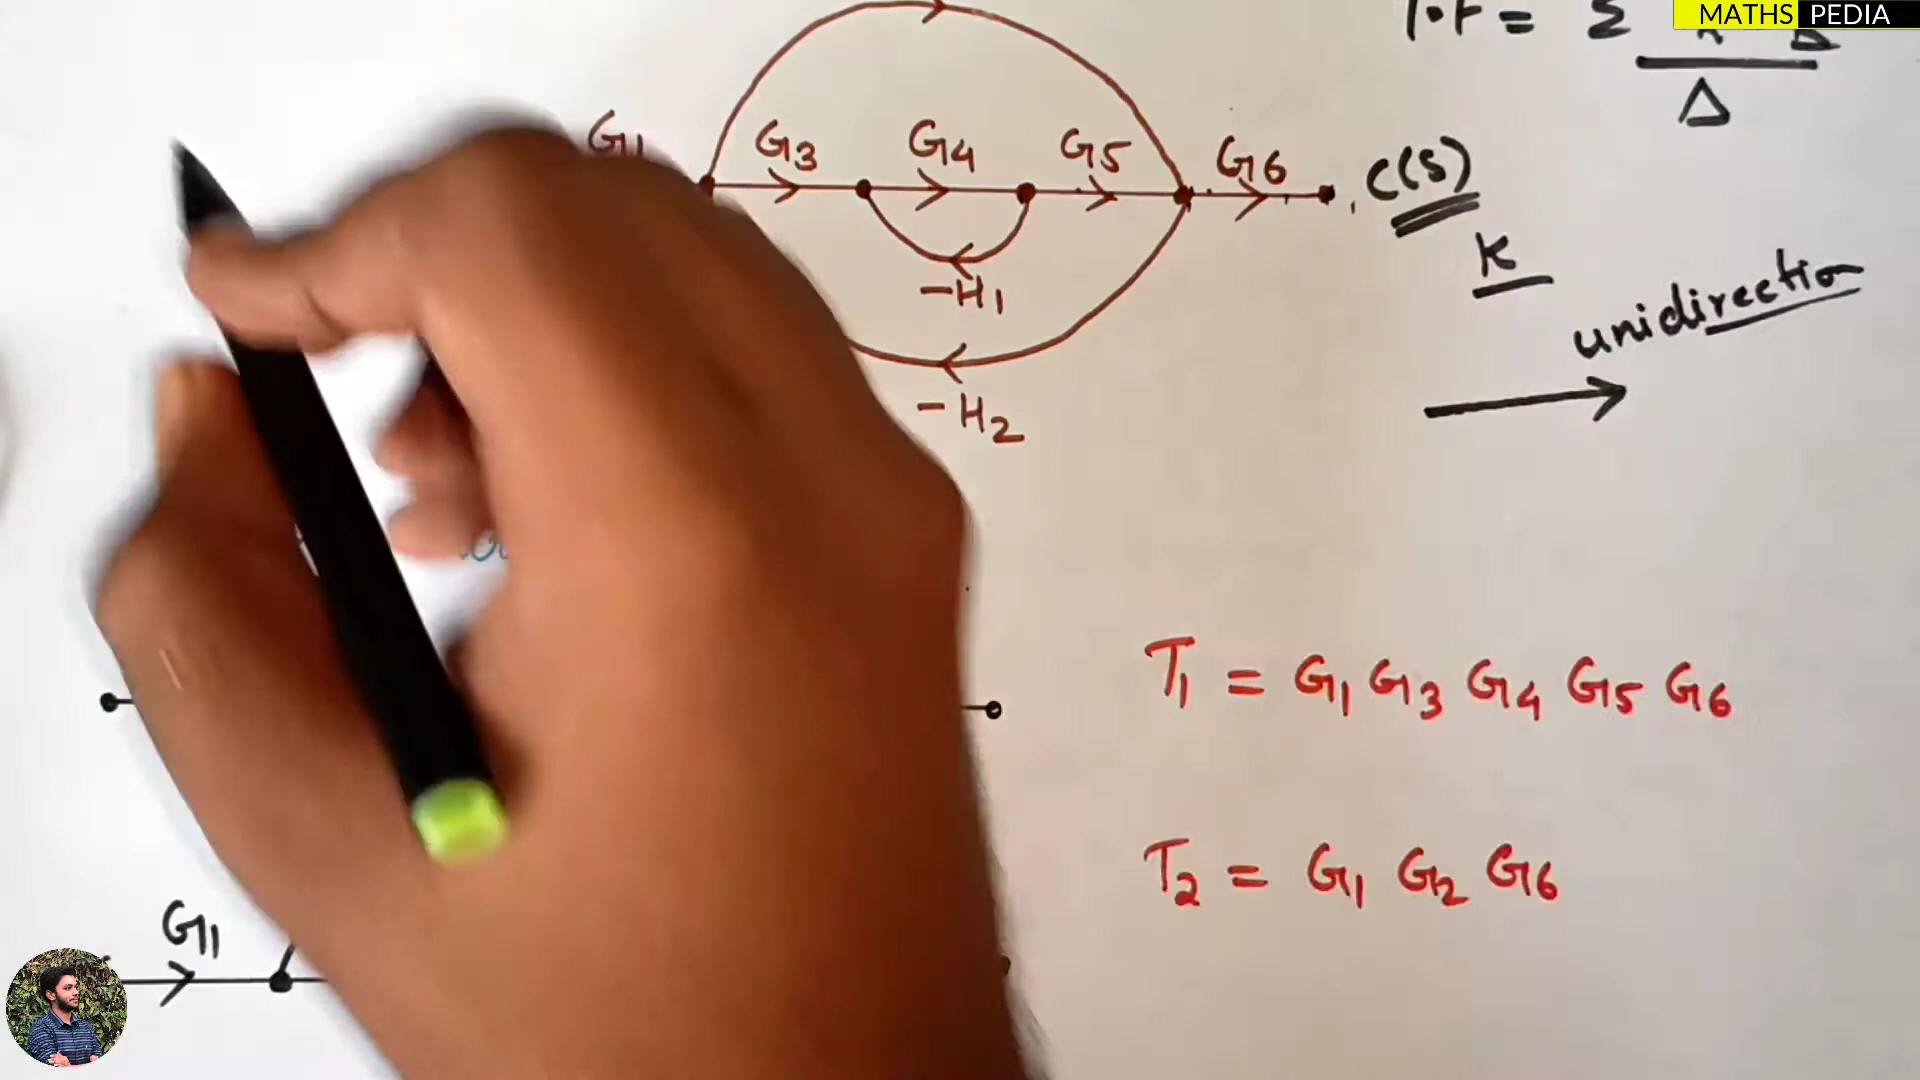 MATHS PEDIA
T.F = Σ
Δ
G1 G3 G4 G5 G6 C(S)
K
-H1
unidirection
-H2
T1 = G1 G3 G4 G5 G6
T2 = G1 G2 G6
G1